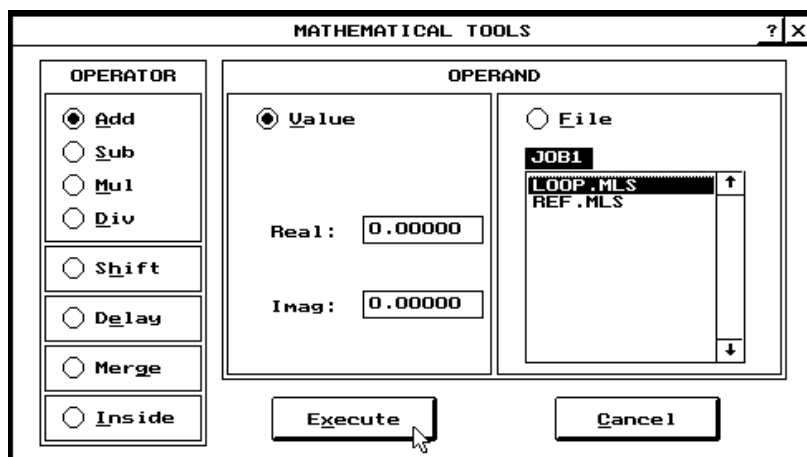 MATHEMATICAL TOOLS ? X
OPERATOR
Add
Sub
Mul
Div
Shift
Delay
Merge
Inside
OPERAND
Value
Real: 0.00000
Imag: 0.00000
File
JOB1
LOOP.MLS
REF.MLS
Execute
Cancel